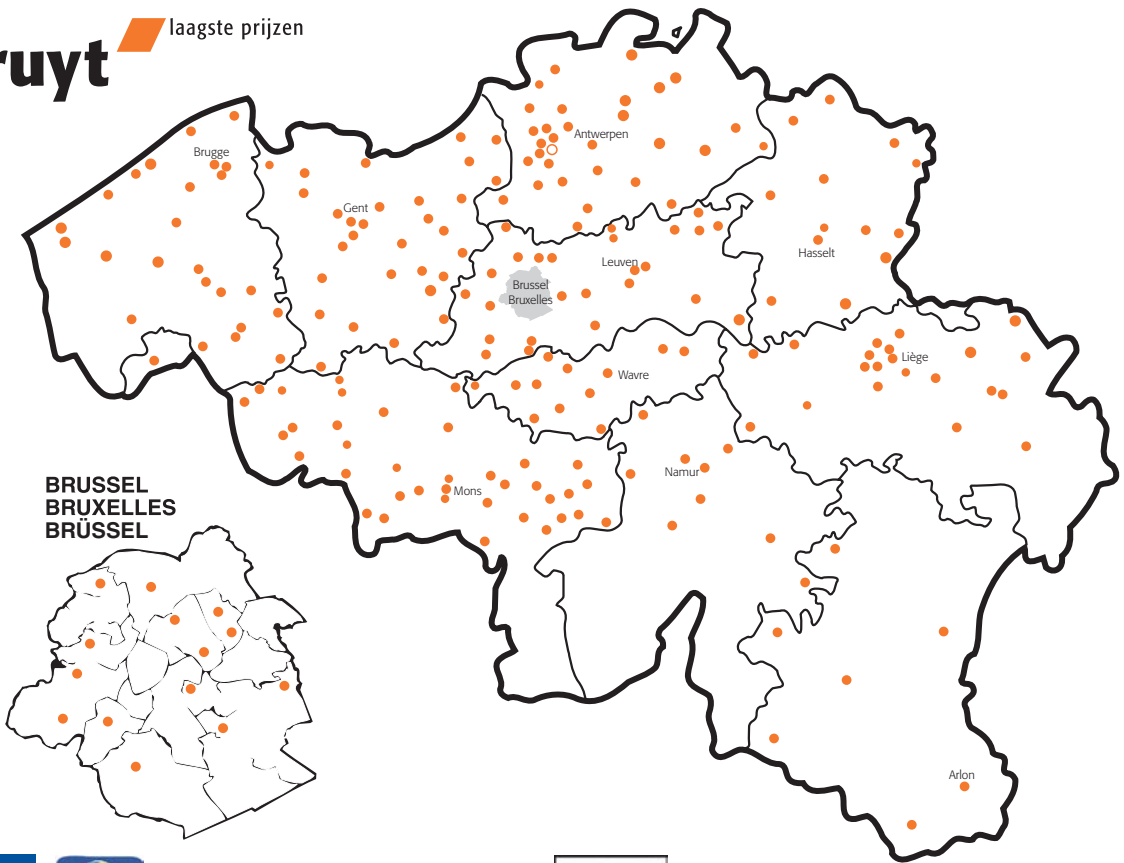 laagste prijzen
ruyt
Antwerpen
Brugge
Gent
Hasselt
Leuven
Brussel
Bruxelles
Liège
Wavre
Namur
Mons
BRUSSEL
BRUXELLES
BRÜSSEL
Arlon